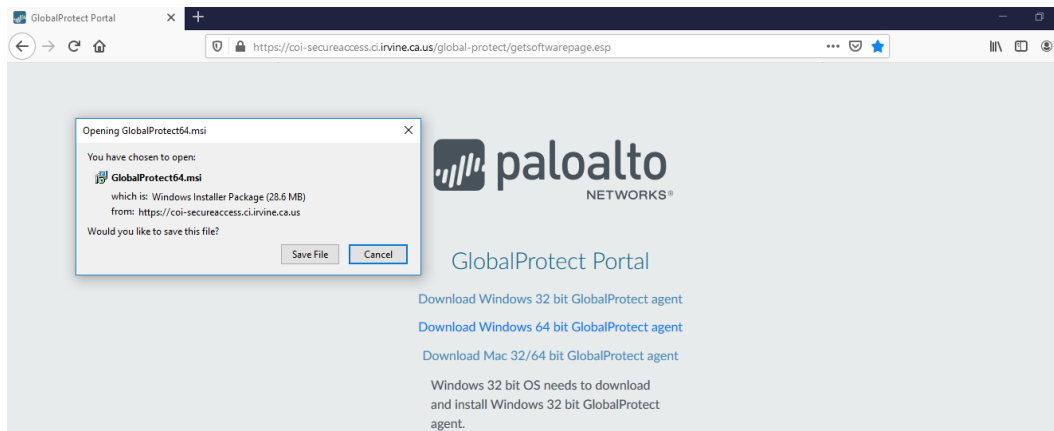 GlobalProtect Portal
https://coi-secureaccess.ci.irvine.ca.us/global-protect/getsoftwarepage.esp
Opening GlobalProtect64.msi
You have chosen to open:
GlobalProtect64.msi
which is: Windows Installer Package (28.6 MB)
from: https://coi-secureaccess.ci.irvine.ca.us
Would you like to save this file?
Save File Cancel
paloalto
NETWORKS®
GlobalProtect Portal
Download Windows 32 bit GlobalProtect agent
Download Windows 64 bit GlobalProtect agent
Download Mac 32/64 bit GlobalProtect agent
Windows 32 bit OS needs to download
and install Windows 32 bit GlobalProtect
agent.